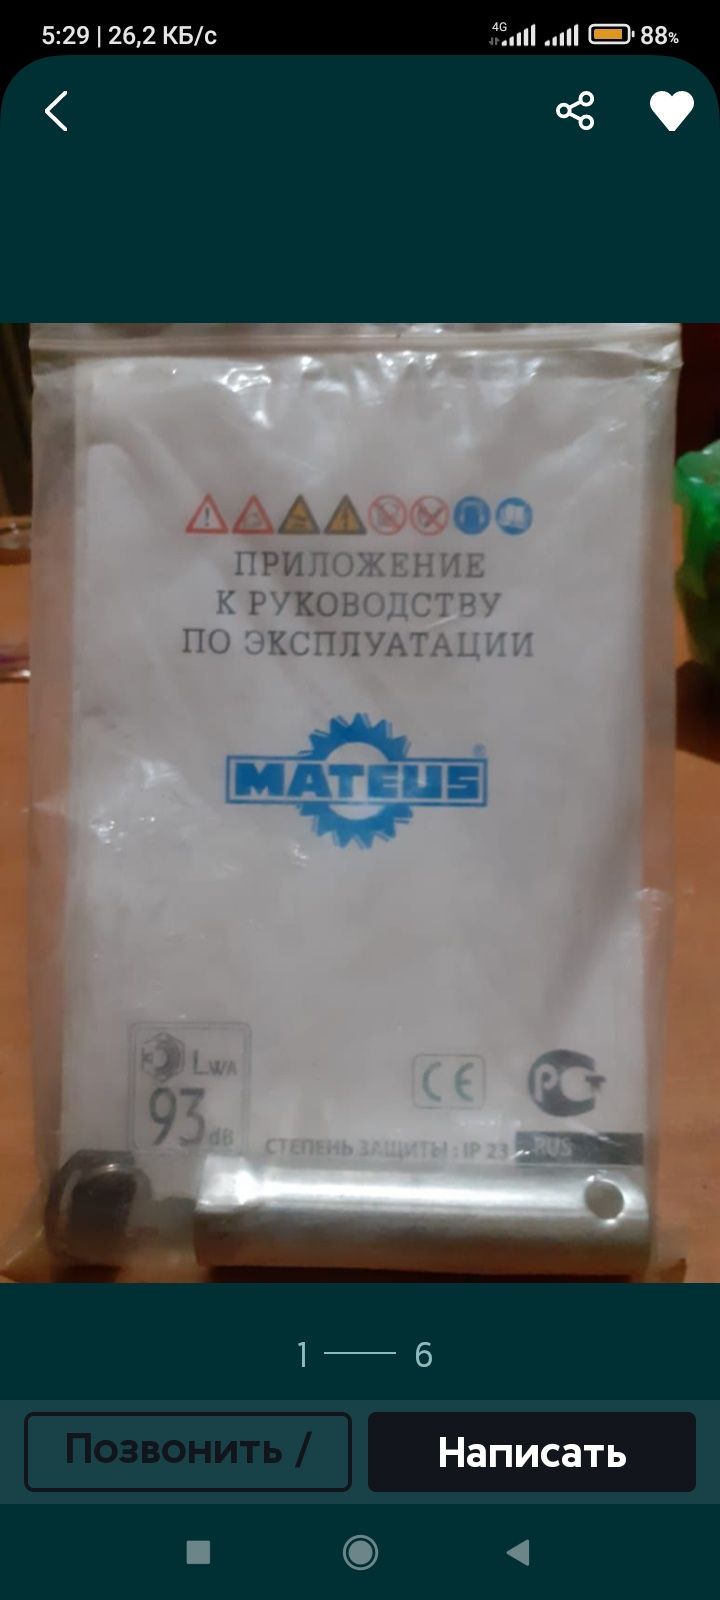 5:29 | 26,2 КБ/с
4G
88%
ПРИЛОЖЕНИЕ
К РУКОВОДСТВУ
ПО ЭКСПЛУАТАЦИИ
MATEUS®
LWA
93 dB
CE
РСТ
СТЕПЕНЬ ЗАЩИТЫ : IP 23
RUS
1 6
Позвонить /
Написать